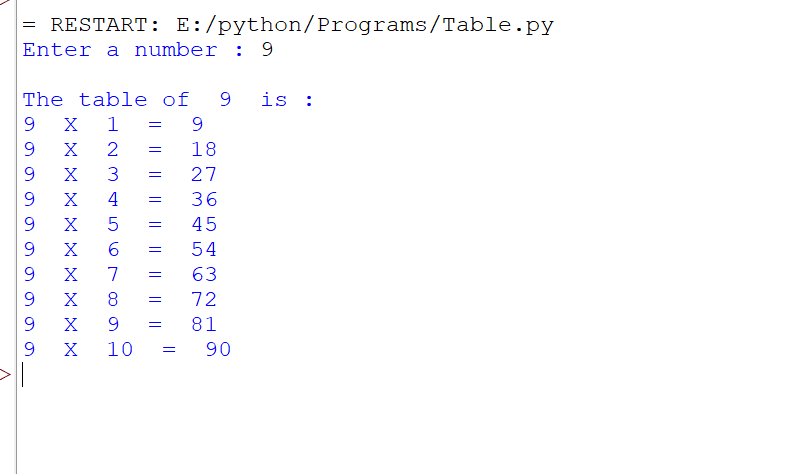 = RESTART: E:/python/Programs/Table.py
Enter a number : 9
The table of  9  is :
9  X  1  =  9
9  X  2  =  18
9  X  3  =  27
9  X  4  =  36
9  X  5  =  45
9  X  6  =  54
9  X  7  =  63
9  X  8  =  72
9  X  9  =  81
9  X  10  =  90
>